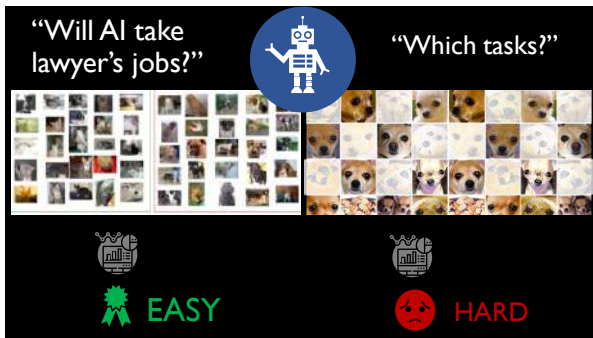 “Will AI take
lawyer’s jobs?”
“Which tasks?”
EASY
HARD